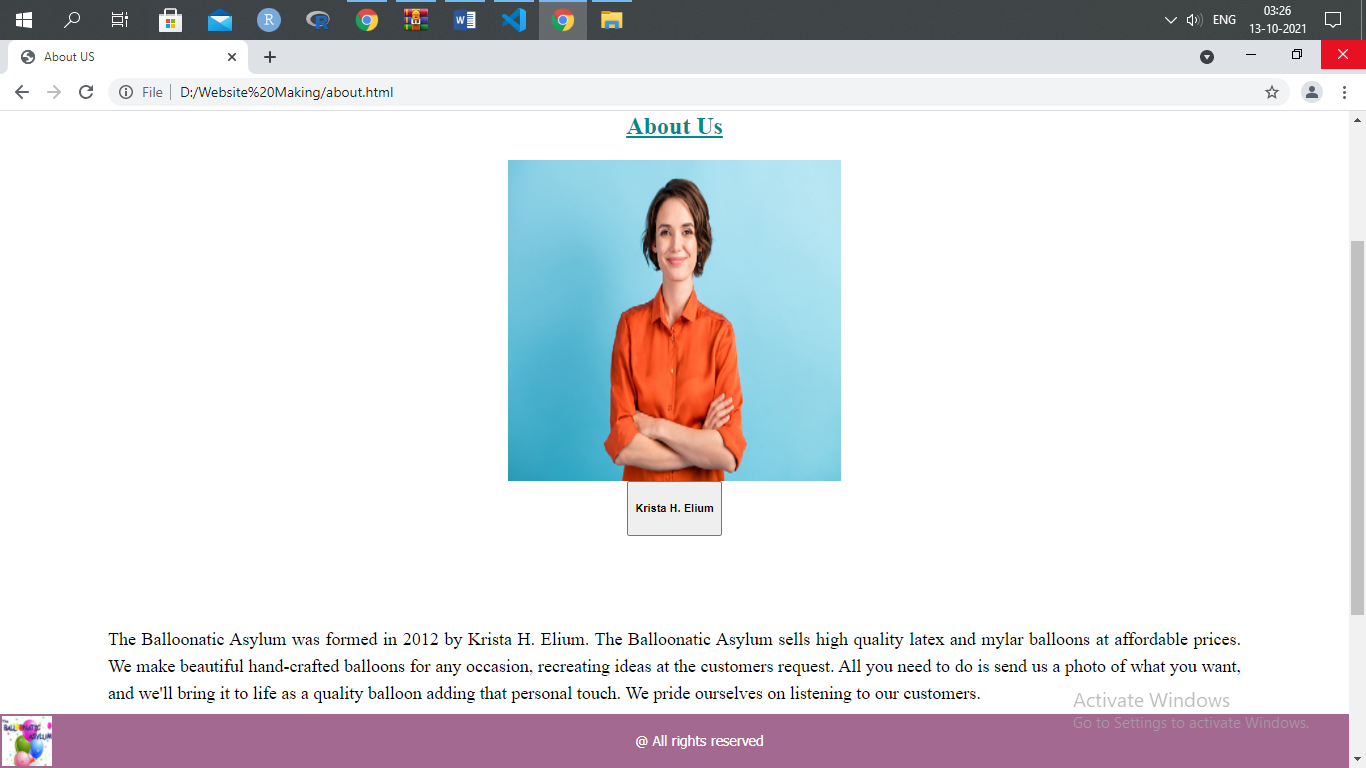 ENG
03:26
13-10-2021
About US
File
D:/Website%20Making/about.html
About Us
Krista H. Elium
The Balloonatic Asylum was formed in 2012 by Krista H. Elium. The Balloonatic Asylum sells high quality latex and mylar balloons at affordable prices.
We make beautiful hand-crafted balloons for any occasion, recreating ideas at the customers request. All you need to do is send us a photo of what you want,
and we'll bring it to life as a quality balloon adding that personal touch. We pride ourselves on listening to our customers.
Activate Windows
Go to Settings to activate Windows.
@ All rights reserved